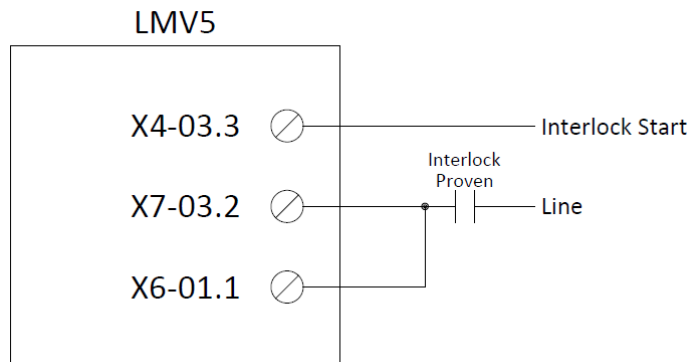 LMV5
X4-03.3
Interlock Start
Interlock
Proven
X7-03.2
Line
X6-01.1